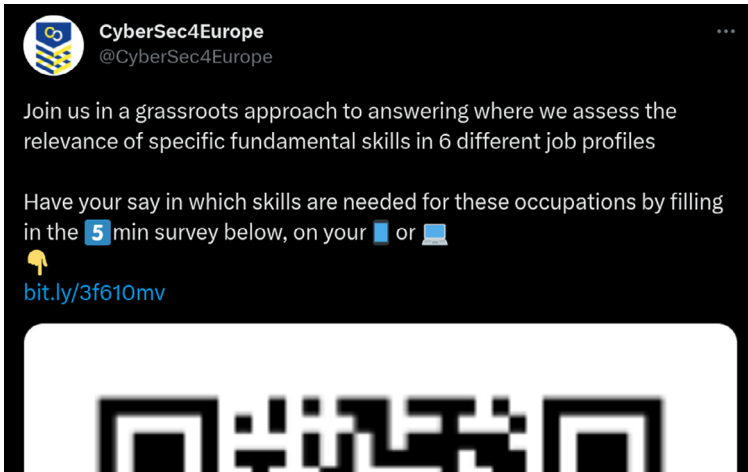 CyberSec4Europe
@CyberSec4Europe
Join us in a grassroots approach to answering where we assess the
relevance of specific fundamental skills in 6 different job profiles
Have your say in which skills are needed for these occupations by filling
in the 5️⃣min survey below, on your 📱 or 💻
👇
bit.ly/3f61Omv